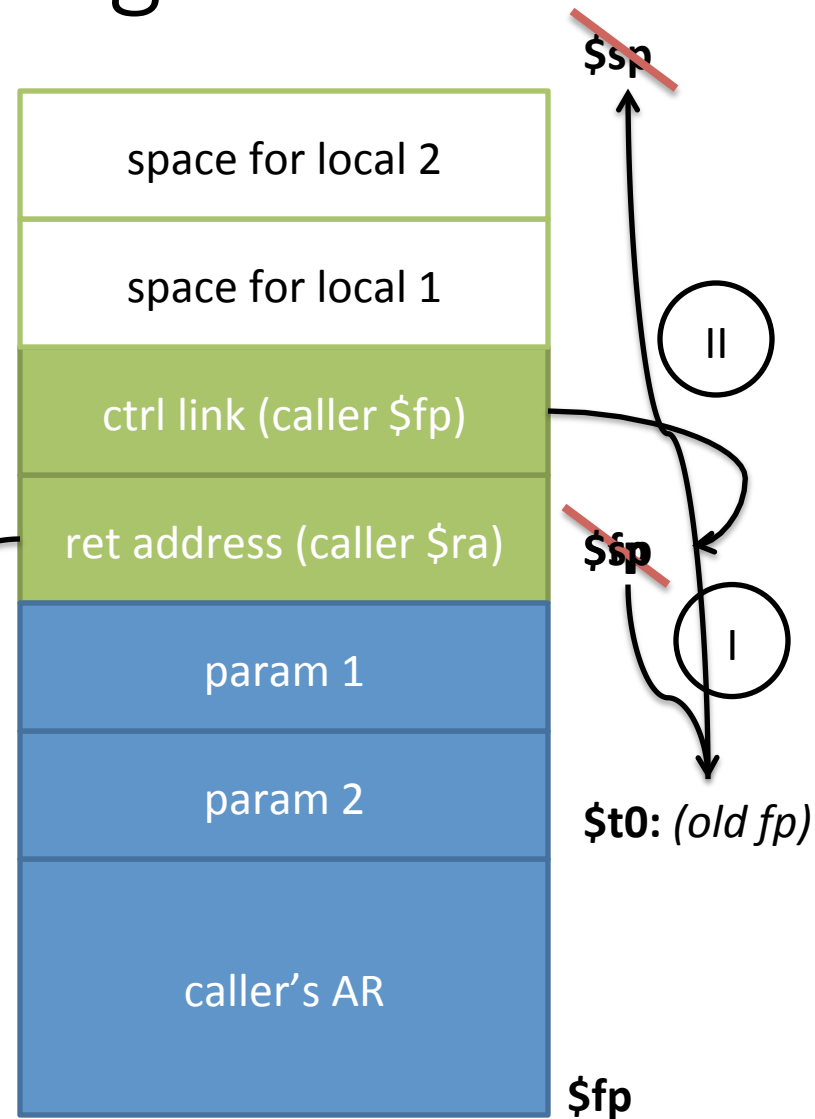 g
$sp
space for local 2
space for local 1
II
ctrl link (caller $fp)
ret address (caller $ra)
I
param 1
param 2
$t0: (old fp)
caller's AR
$fp